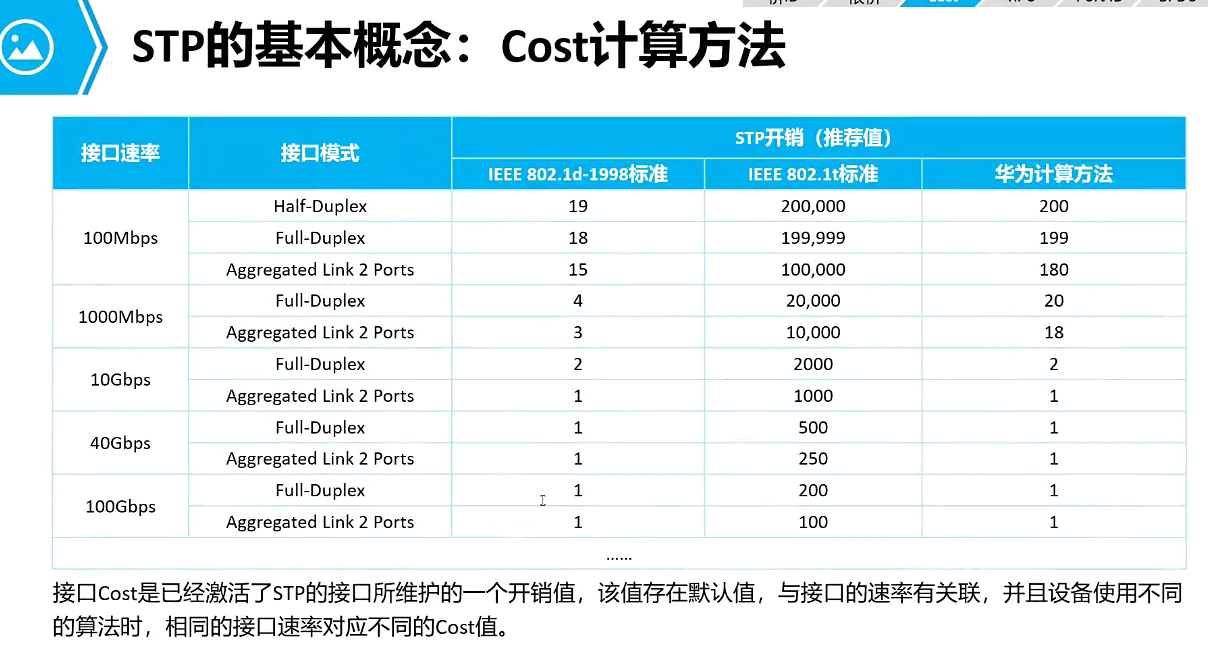 STP的基本概念：Cost计算方法
接口速率 接口模式 STP开销（推荐值）
IEEE 802.1d-1998标准 IEEE 802.1t标准 华为计算方法
100Mbps Half-Duplex 19 200,000 200
Full-Duplex 18 199,999 199
Aggregated Link 2 Ports 15 100,000 180
1000Mbps Full-Duplex 4 20,000 20
Aggregated Link 2 Ports 3 10,000 18
10Gbps Full-Duplex 2 2000 2
Aggregated Link 2 Ports 1 1000 1
40Gbps Full-Duplex 1 500 1
Aggregated Link 2 Ports 1 250 1
100Gbps Full-Duplex 1 200 1
Aggregated Link 2 Ports 1 100 1
......
接口Cost是已经激活了STP的接口所维护的一个开销值，该值存在默认值，与接口的速率有关联，并且设备使用不同
的算法时，相同的接口速率对应不同的Cost值。